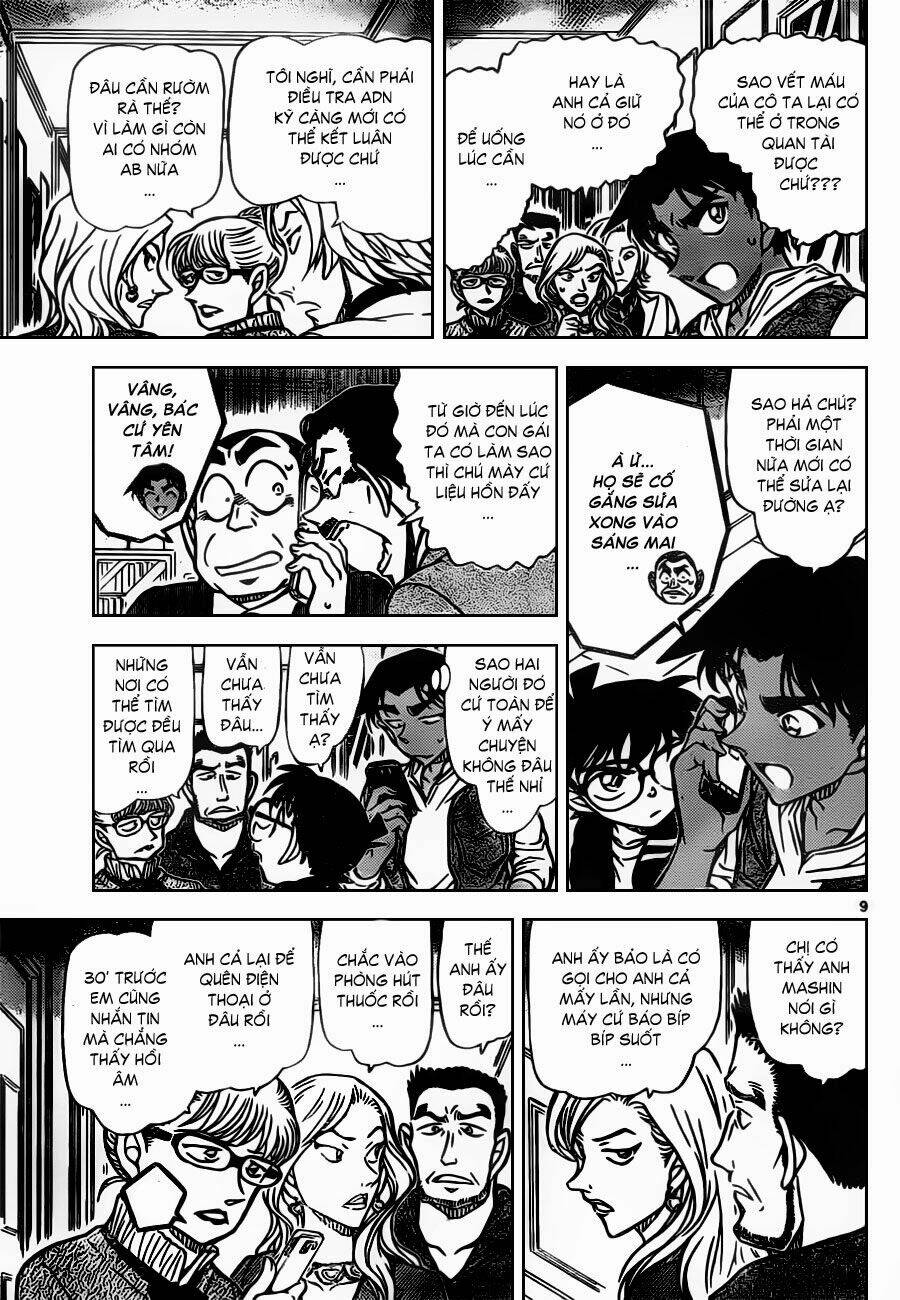 SAO VẾT MÁU
CỦA CÔ TA LẠI CÓ
THỂ Ở TRONG
QUAN TÀI
ĐƯỢC
CHỨ???
HAY LÀ
ANH CẢ GIỮ
NÓ Ở ĐÓ
...
ĐỂ UỐNG
LÚC CẦN
...
TÔI NGHĨ, CẦN PHẢI
ĐIỀU TRA ADN
KỲ CÀNG MỚI CÓ
THỂ KẾT LUÂN
ĐƯỢC CHỨ
...
ĐÂU CẦN RƯỜM
RÀ THẾ?
VÌ LÀM GÌ CÒN
AI CÓ NHÓM
AB NỮA
...
SAO HẢ CHÚ?
PHẢI MỘT
THỜI GIAN
NỮA MỚI CÓ
THỂ SỬA LẠI
ĐƯỜNG Ạ?
À Ừ...
HỌ SẼ CỐ
GẮNG SỬA
XONG VÀO
SÁNG MAI
...
TỪ GIỜ ĐẾN LÚC
ĐÓ MÀ CON GÁI
TA CÓ LÀM SAO
THÌ CHÚ MÀY CỨ
LIỆU HỒN ĐẤY
...
VÂNG,
VÂNG, BÁC
CỨ YÊN
TÂM!
SAO HAI
NGƯỜI ĐÓ
CỨ TOÀN ĐỂ
Ý MẤY
CHUYỆN
KHÔNG ĐÂU
THẾ NHỈ
VẪN
CHƯA
TÌM
THẤY
Ạ?
VẪN
CHƯA
THẤY
ĐÂU...
NHỮNG
NƠI CÓ
THỂ TÌM
ĐƯỢC ĐỀU
TÌM QUA
RỒI
...
9
CHỊ CÓ
THẤY ANH
MASHIN
NÓI GÌ
KHÔNG?
ANH ẤY BẢO LÀ CÓ
GỌI CHO ANH CẢ
MẤY LẦN, NHƯNG
MÁY CỨ BÁO BÍP
BÍP SUỐT
...
THẾ
ANH ẤY
ĐÂU
RỒI?
CHẮC VÀO
PHÒNG HÚT
THUỐC RỒI
...
ANH CẢ LẠI ĐỂ
QUÊN ĐIỆN
THOẠI Ở
ĐÂU RỒI
...
30' TRƯỚC
EM CŨNG
NHẮN TIN
MÀ CHẲNG
THẤY HỒI
ÂM
...